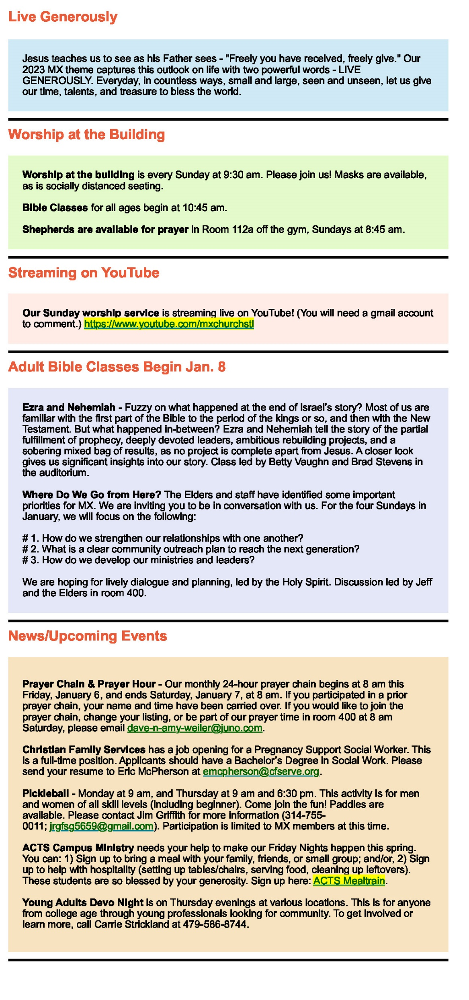 Live Generously
Jesus teaches us to see as his Father sees - "Freely you have received, freely give." Our
2023 MX theme captures this outlook on life with two powerful words - LIVE
GENEROUSLY. Everyday, in countless ways, small and large, seen and unseen, let us give
our time, talents, and treasure to bless the world.
Worship at the Building
Worship at the building is every Sunday at 9:30 am. Please join us! Masks are available,
as is socially distanced seating.
Bible Classes for all ages begin at 10:45 am.
Shepherds are available for prayer in Room 112a off the gym, Sundays at 8:45 am.
Streaming on YouTube
Our Sunday worship service is streaming live on YouTube! (You will need a gmail account
to comment.) https://www.youtube.com/mxchurchstl
Adult Bible Classes Begin Jan. 8
Ezra and Nehemiah - Fuzzy on what happened at the end of Israel's story? Most of us are
familiar with the first part of the Bible to the period of the kings or so, and then with the New
Testament. But what happened in-between? Ezra and Nehemiah tell the story of the partial
fulfillment of prophecy, deeply devoted leaders, ambitious rebuilding projects, and a
sobering mixed bag of results, as no project is complete apart from Jesus. A closer look
gives us significant insights into our story. Class led by Betty Vaughn and Brad Stevens in
the auditorium.
Where Do We Go from Here? The Elders and staff have identified some important
priorities for MX. We are inviting you to be in conversation with us. For the four Sundays in
January, we will focus on the following:
# 1. How do we strengthen our relationships with one another?
# 2. What is a clear community outreach plan to reach the next generation?
# 3. How do we develop our ministries and leaders?
We are hoping for lively dialogue and planning, led by the Holy Spirit. Discussion led by Jeff
and the Elders in room 400.
News/Upcoming Events
Prayer Chain & Prayer Hour - Our monthly 24-hour prayer chain begins at 8 am this
Friday, January 6, and ends Saturday, January 7, at 8 am. If you participated in a prior
prayer chain, your name and time have been carried over. If you would like to join the
prayer chain, change your listing, or be part of our prayer time in room 400 at 8 am
Saturday, please email dave-n-amy-weiler@juno.com.
Christian Family Services has a job opening for a Pregnancy Support Social Worker. This
is a full-time position. Applicants should have a Bachelor's Degree in Social Work. Please
send your resume to Eric McPherson at emcpherson@cfserve.org.
Pickleball - Monday at 9 am, and Thursday at 9 am and 6:30 pm. This activity is for men
and women of all skill levels (including beginner). Come join the fun! Paddles are
available. Please contact Jim Griffith for more information (314-755-
0011; jrgfsg5659@gmail.com). Participation is limited to MX members at this time.
ACTS Campus Ministry needs your help to make our Friday Nights happen this spring.
You can: 1) Sign up to bring a meal with your family, friends, or small group; and/or, 2) Sign
up to help with hospitality (setting up tables/chairs, serving food, cleaning up leftovers).
These students are so blessed by your generosity. Sign up here: ACTS Mealtrain.
Young Adults Devo Night is on Thursday evenings at various locations. This is for anyone
from college age through young professionals looking for community. To get involved or
learn more, call Carrie Strickland at 479-586-8744.